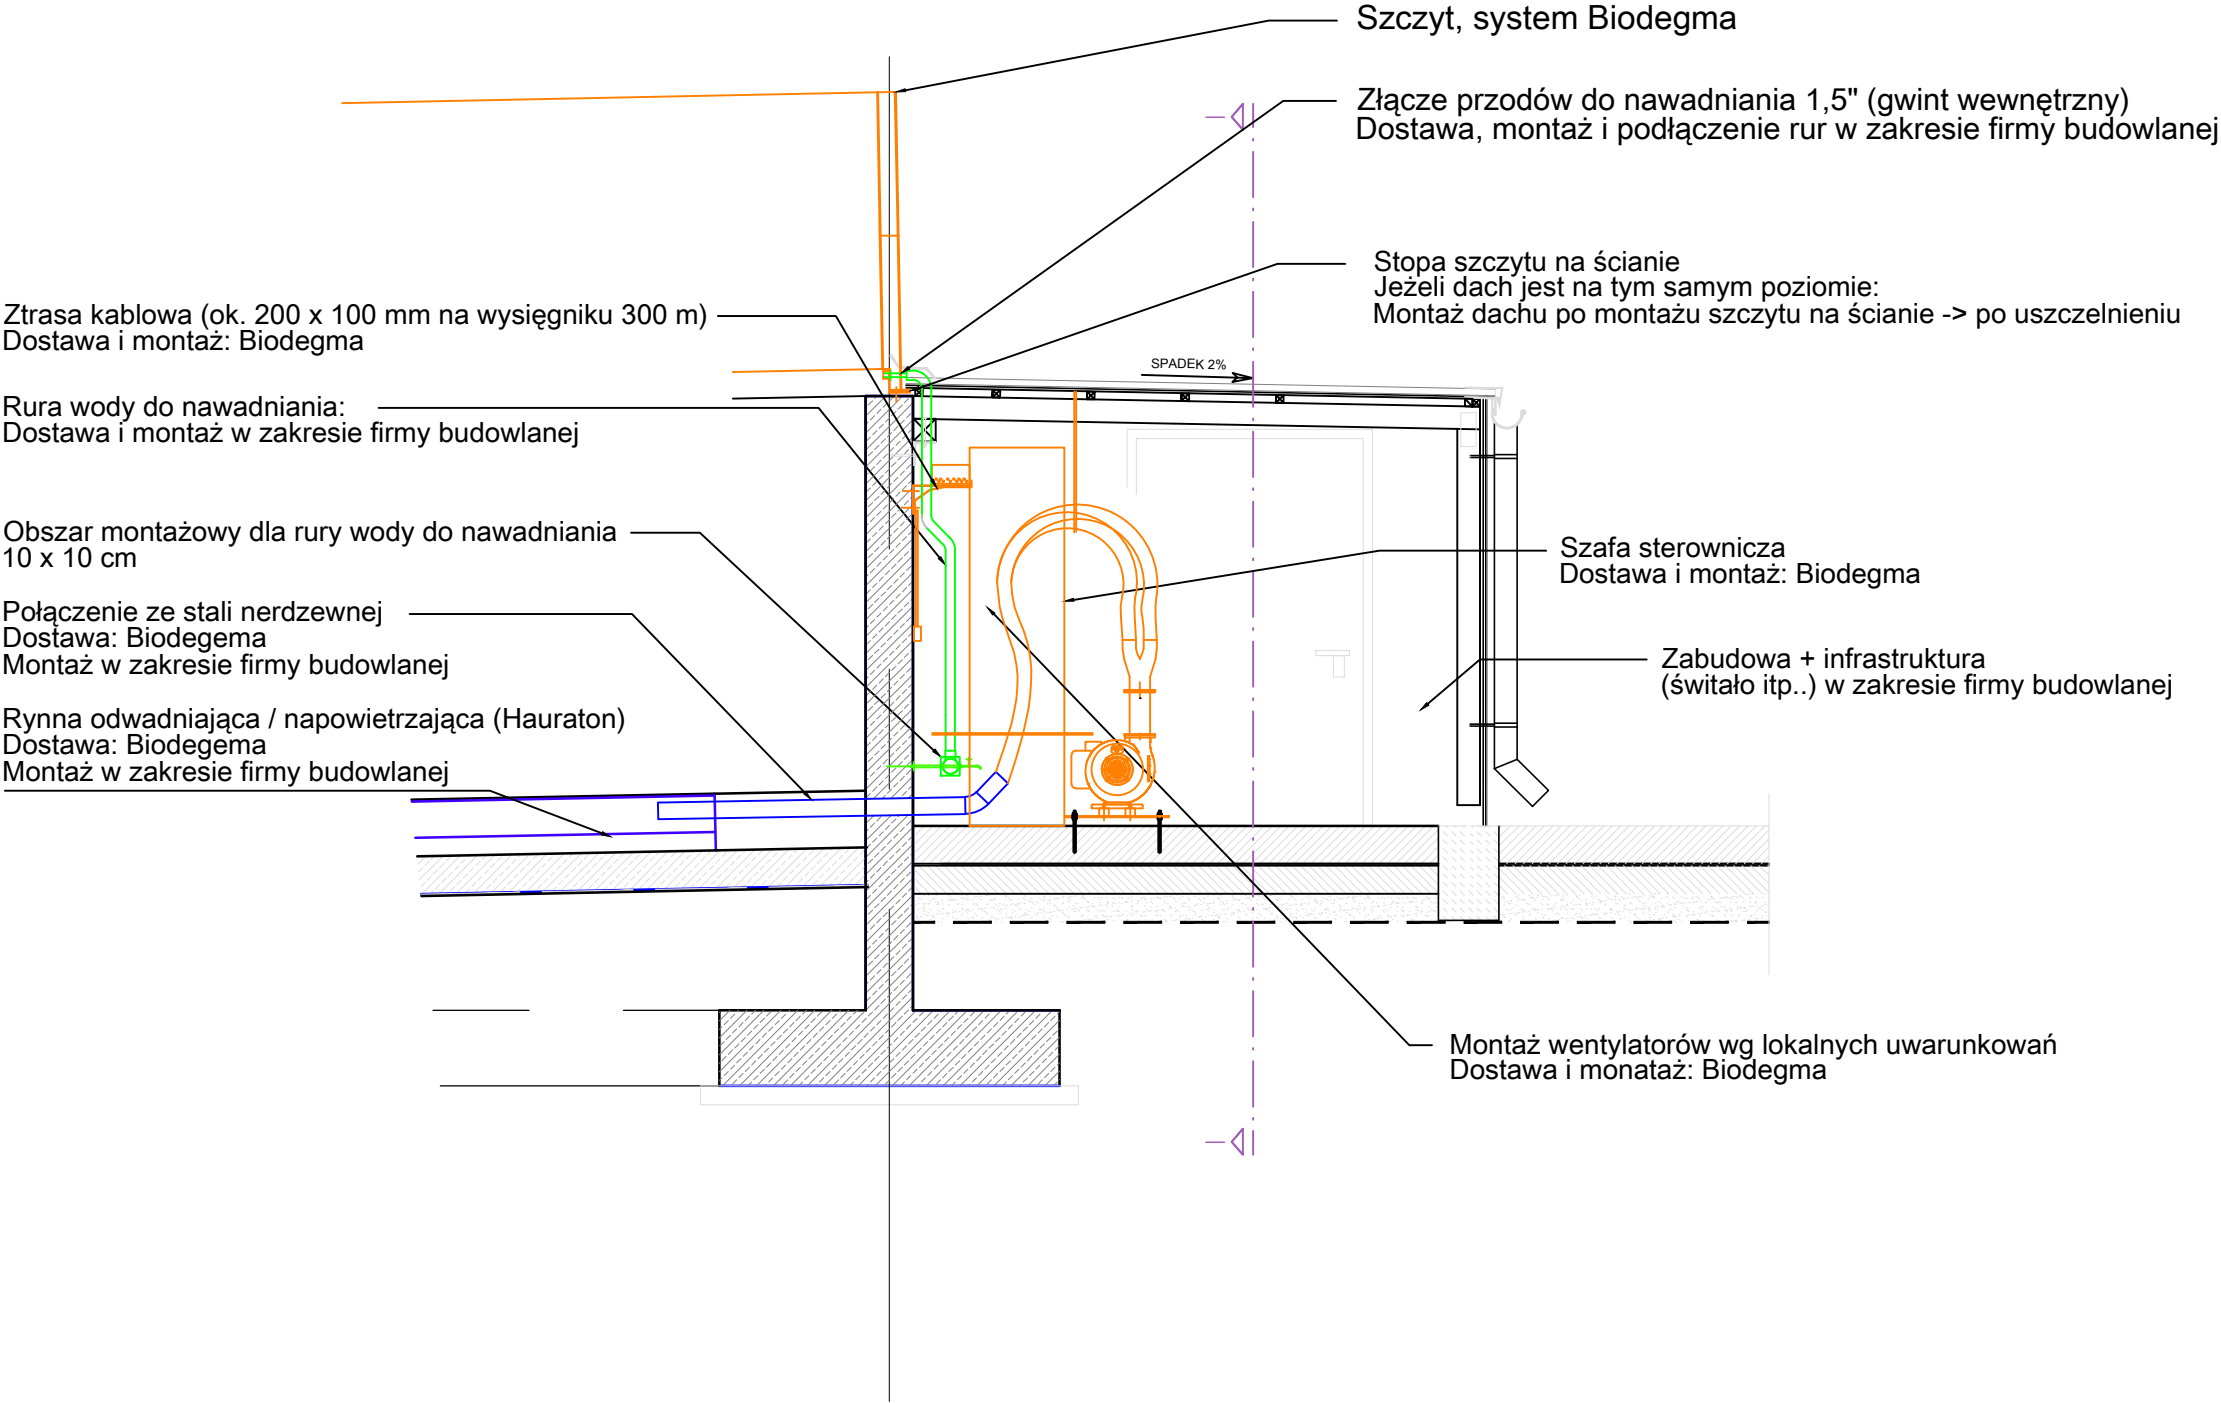 Szczyt, system Biodegma
Złącze przodów do nawadniania 1,5" (gwint wewnętrzny)
Dostawa, montaż i podłączenie rur w zakresie firmy budowlanej
Stopa szczytu na ścianie
Jeżeli dach jest na tym samym poziomie:
Montaż dachu po montażu szczytu na ścianie -> po uszczelnieniu
Ztrasa kablowa (ok. 200 x 100 mm na wysięgniku 300 m)
Dostawa i montaż: Biodegma
SPADEK 2%
Rura wody do nawadniania:
Dostawa i montaż w zakresie firmy budowlanej
Obszar montażowy dla rury wody do nawadniania
10 x 10 cm
Szafa sterownicza
Dostawa i montaż: Biodegma
Połączenie ze stali nerdzewnej
Dostawa: Biodegema
Montaż w zakresie firmy budowlanej
Zabudowa + infrastruktura
(świtało itp..) w zakresie firmy budowlanej
Rynna odwadniająca / napowietrzająca (Hauraton)
Dostawa: Biodegema
Montaż w zakresie firmy budowlanej
Montaż wentylatorów wg lokalnych uwarunkowań
Dostawa i monataż: Biodegma